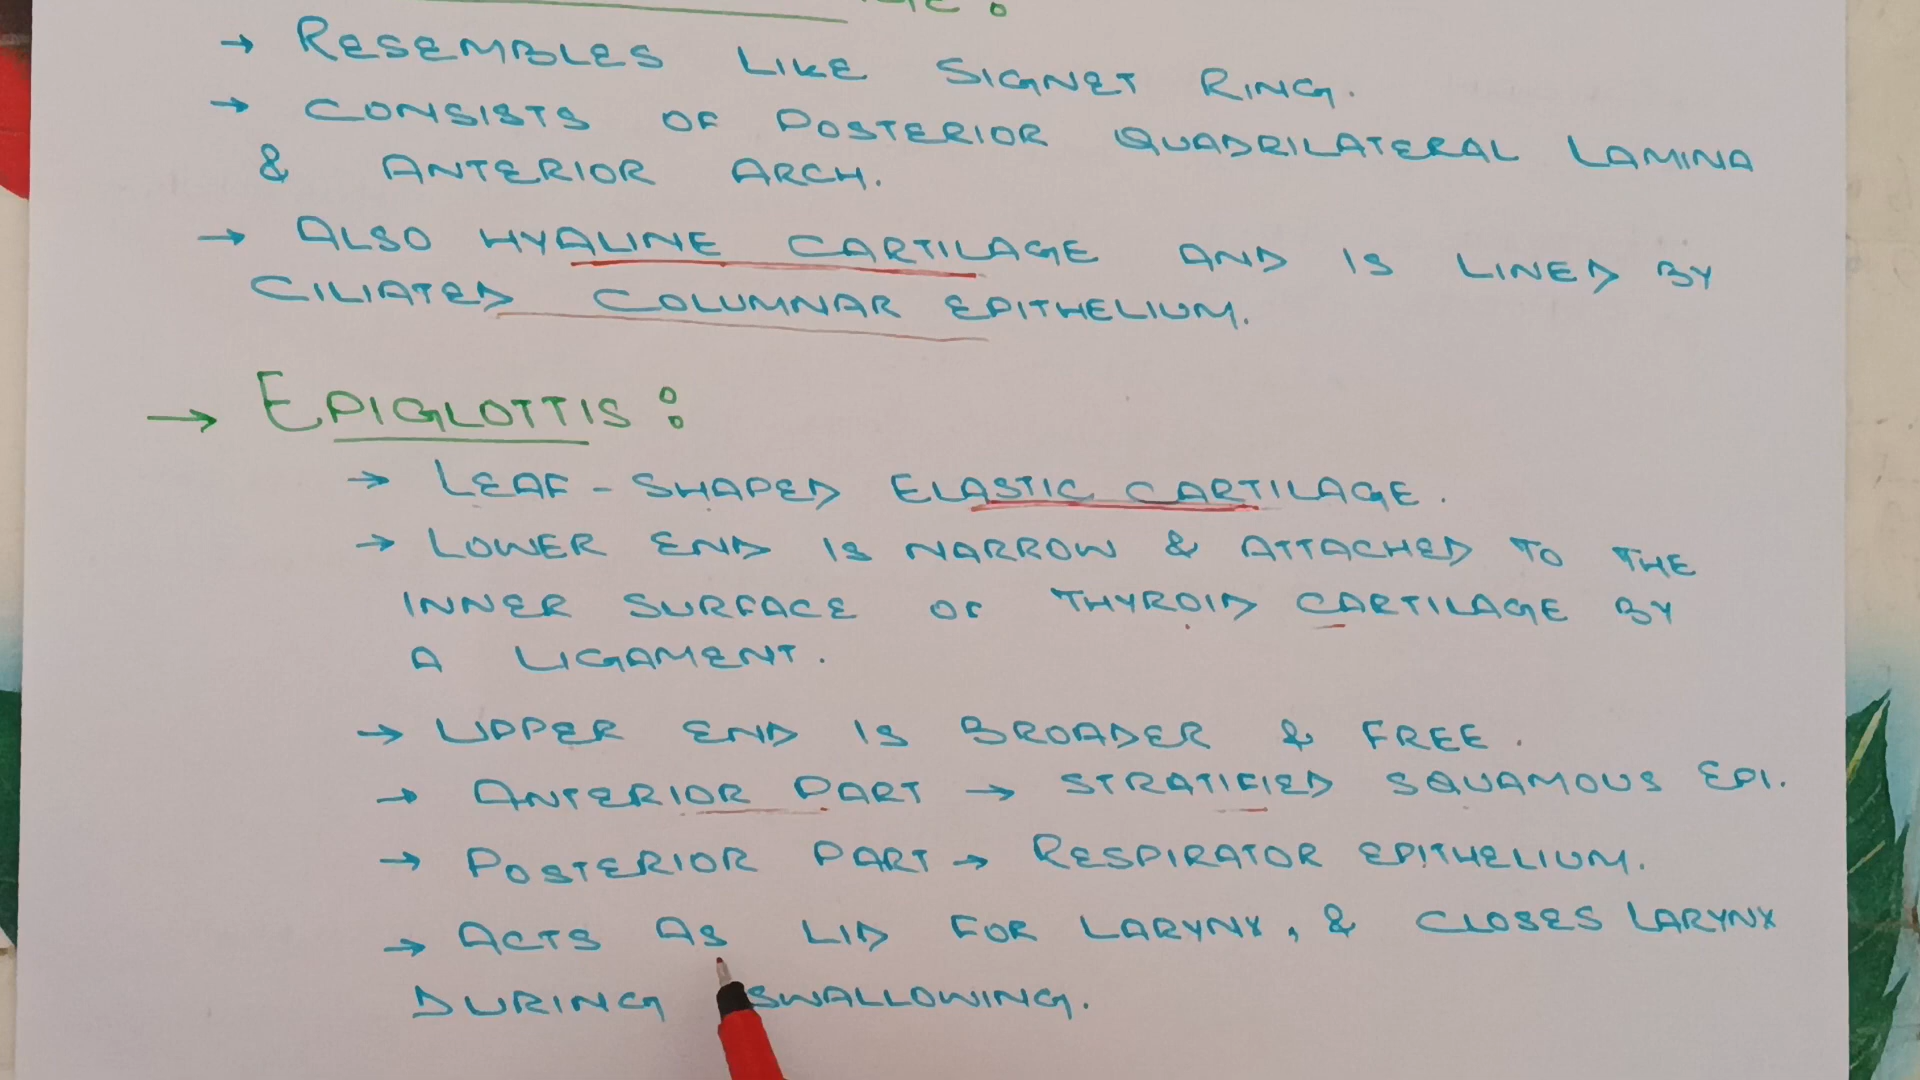 → RESEMBLES LIKE SIGNET RING.
→ CONSISTS OF POSTERIOR QUADRILATERAL LAMINA
& ANTERIOR ARCH.
→ ALSO HYALINE CARTILAGE AND IS LINED BY
CILIATED COLUMNAR EPITHELIUM.
→ EPIGLOTTIS:
→ LEAF-SHAPED ELASTIC CARTILAGE.
→ LOWER END IS NARROW & ATTACHED TO THE
INNER SURFACE OF THYROID CARTILAGE BY
A LIGAMENT.
→ UPPER END IS BROADER & FREE.
→ ANTERIOR PART → STRATIFIED SQUAMOUS EPI.
→ POSTERIOR PART → RESPIRATOR EPITHELIUM.
→ ACTS AS LID FOR LARYNX, & CLOSES LARYNX
DURING SWALLOWING.